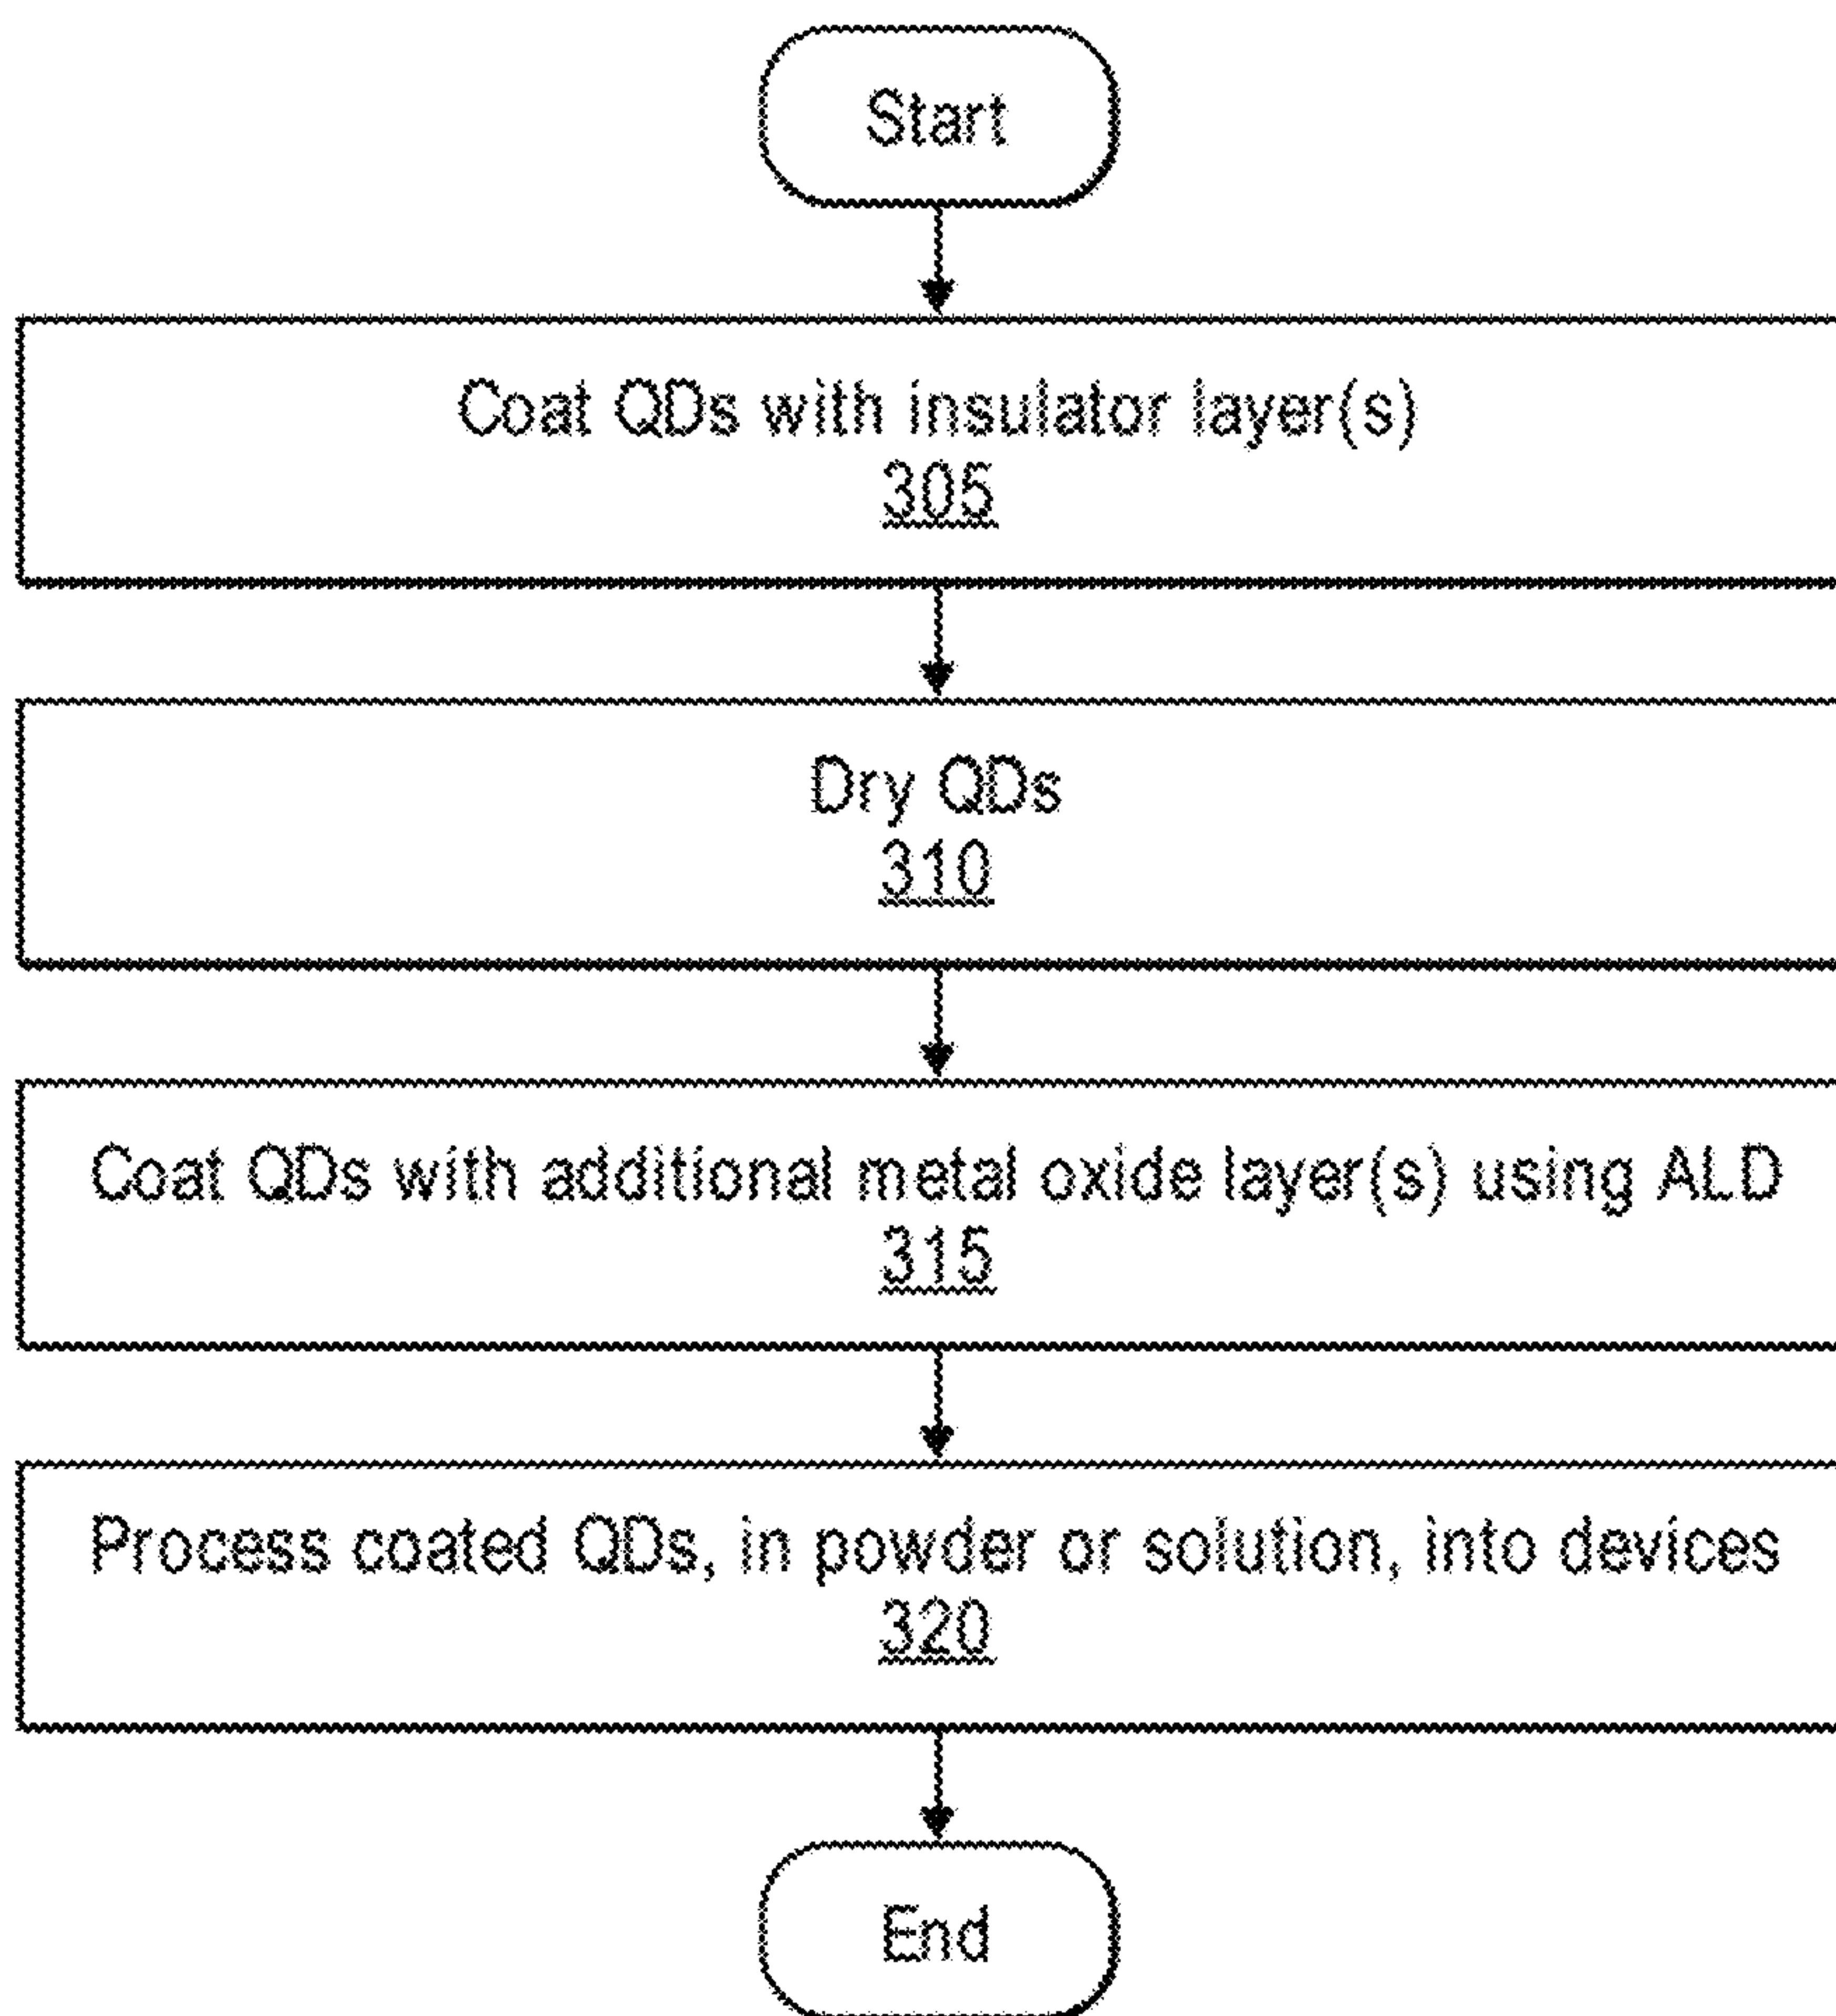 Start
Coat QDs with insulator layer(s)
305
Dry QDs
310
Coat QDs with additional metal oxide layer(s) using ALD
315
Process coated QDs, in powder or solution, into devices
320
End